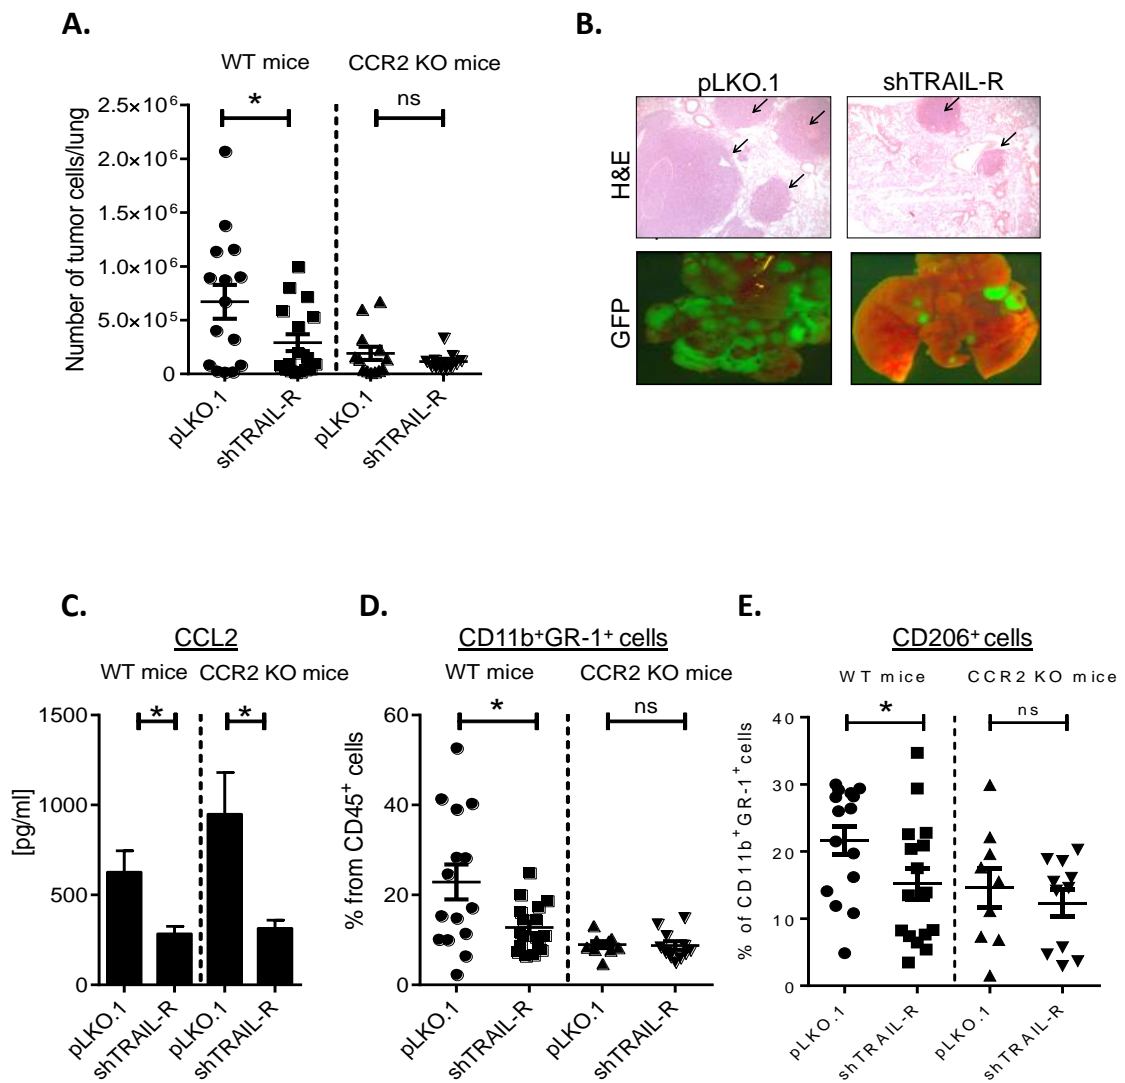 A.
WT mice
CCR2 KO mice
*
ns
Number of tumor cells/lung
2.5×10⁶
2.0×10⁶
1.5×10⁶
1.0×10⁶
5.0×10⁵
0
pLKO.1
shTRAIL-R
pLKO.1
shTRAIL-R
B.
pLKO.1
shTRAIL-R
H&E
GFP
C.
CCL2
WT mice
CCR2 KO mice
*
*
[pg/ml]
1500
1000
500
0
pLKO.1
shTRAIL-R
pLKO.1
shTRAIL-R
D.
CD11b⁺GR-1⁺ cells
WT mice
CCR2 KO mice
*
ns
% from CD45⁺ cells
60
40
20
0
pLKO.1
shTRAIL-R
pLKO.1
shTRAIL-R
E.
CD206⁺ cells
WT mice
CCR2 KO mice
*
ns
% of CD11b⁺GR-1⁺cells
40
30
20
10
0
pLKO.1
shTRAIL-R
pLKO.1
shTRAIL-R